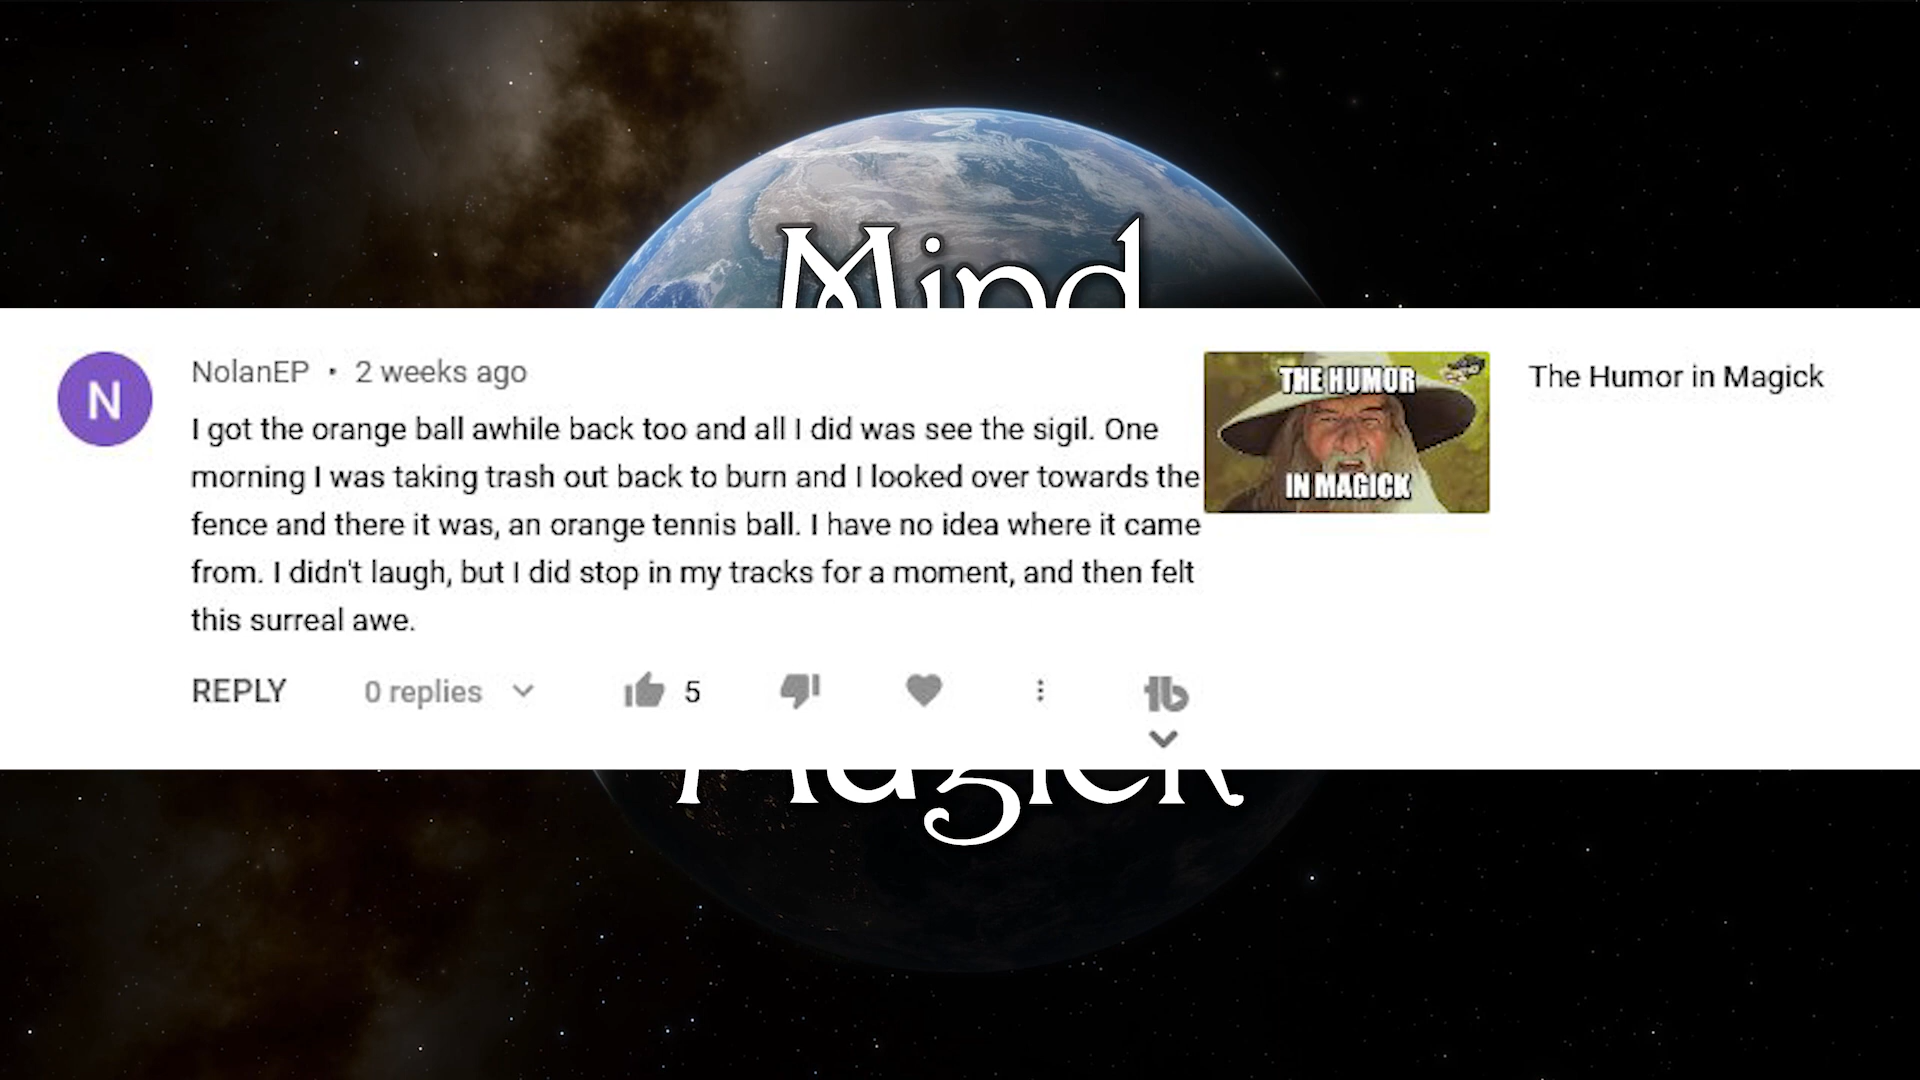 Mind
N
NolanEP • 2 weeks ago
I got the orange ball awhile back too and all I did was see the sigil. One
morning I was taking trash out back to burn and I looked over towards the
fence and there it was, an orange tennis ball. I have no idea where it came
from. I didn't laugh, but I did stop in my tracks for a moment, and then felt
this surreal awe.
REPLY 0 replies 5
THE HUMOR
IN MAGICK
The Humor in Magick
Magick